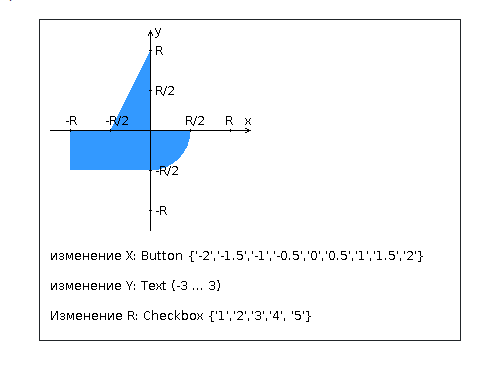 y
R
R/2
-R -R/2 R/2 R x
-R/2
-R
изменение X: Button {'-2','-1.5','-1','-0.5','0','0.5','1','1.5','2'}
изменение Y: Text (-3 ... 3)
Изменение R: Checkbox {'1','2','3','4', '5'}